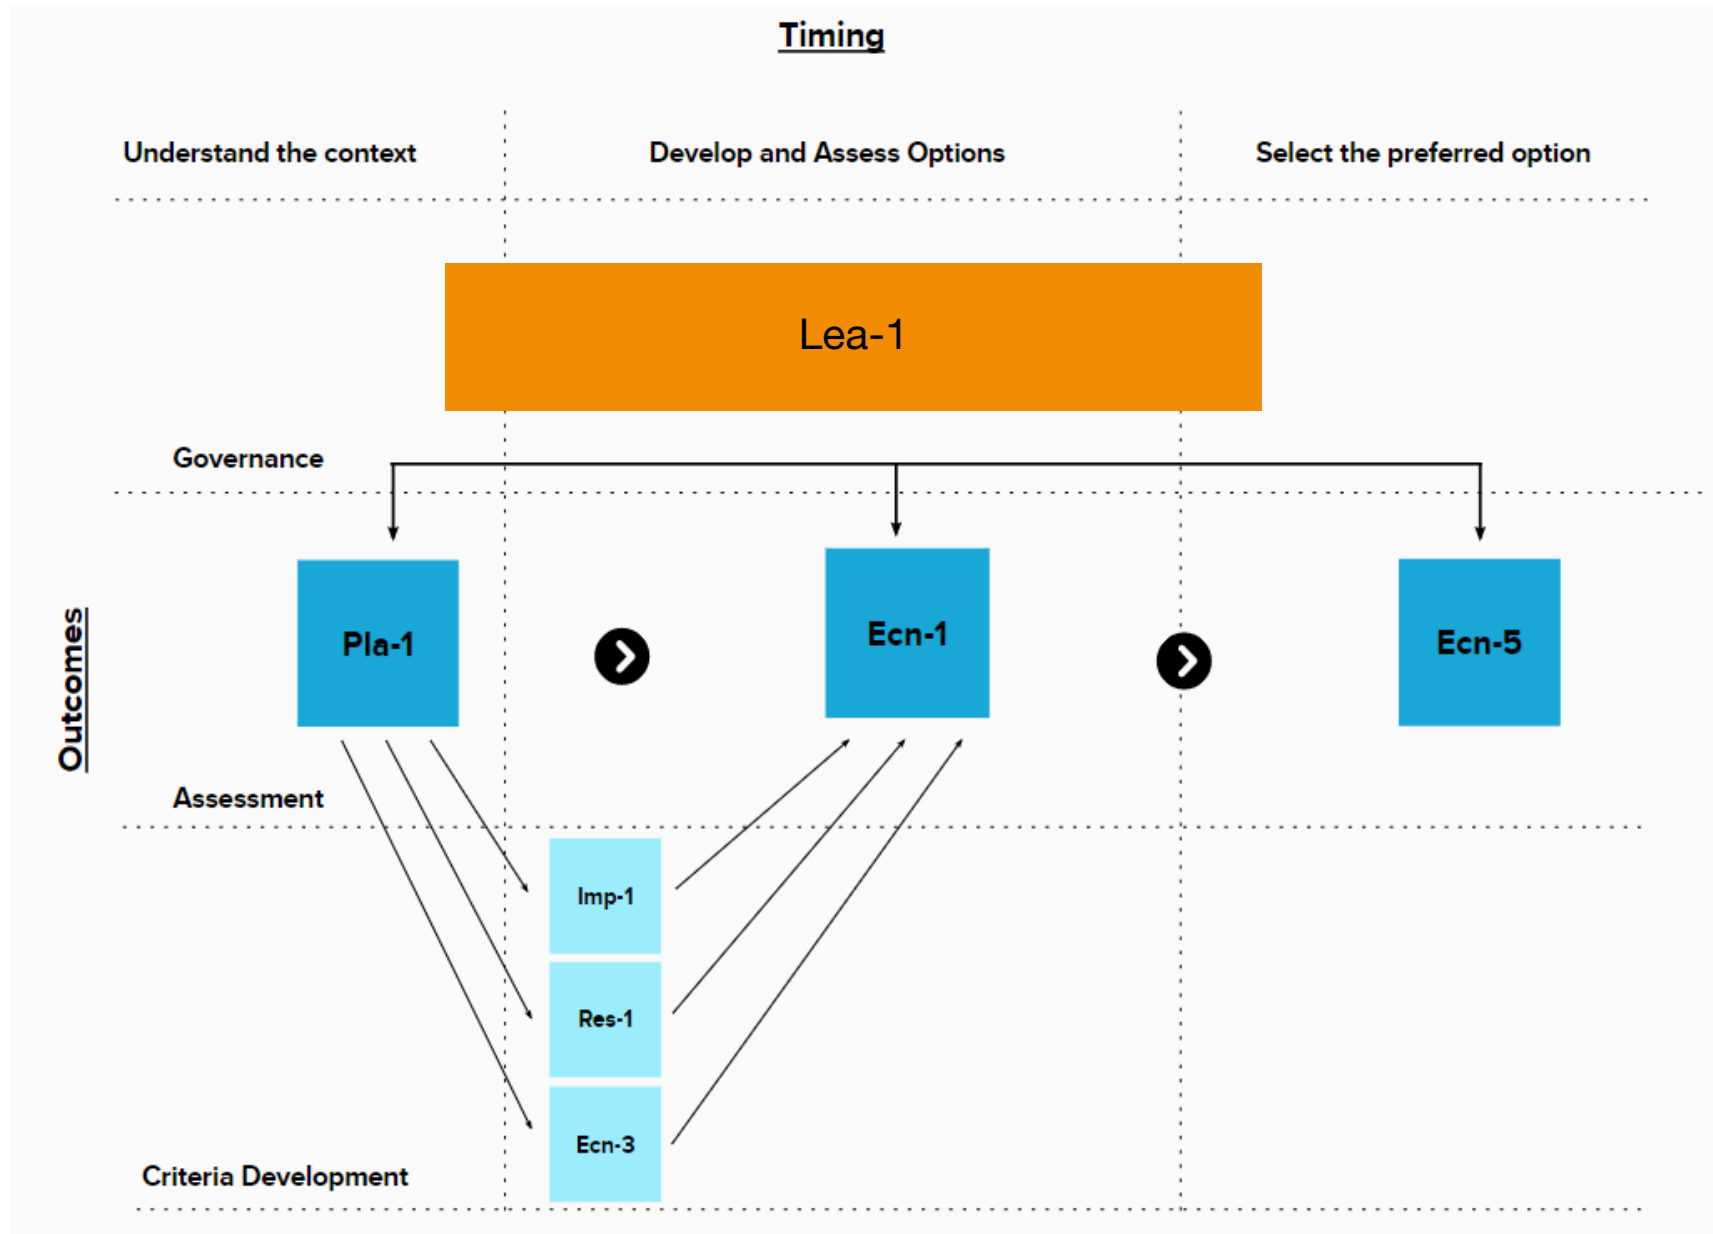 Timing
Understand the context
Develop and Assess Options
Select the preferred option
Lea-1
Governance
Outcomes
Pla-1
Ecn-1
Ecn-5
Assessment
Imp-1
Res-1
Ecn-3
Criteria Development